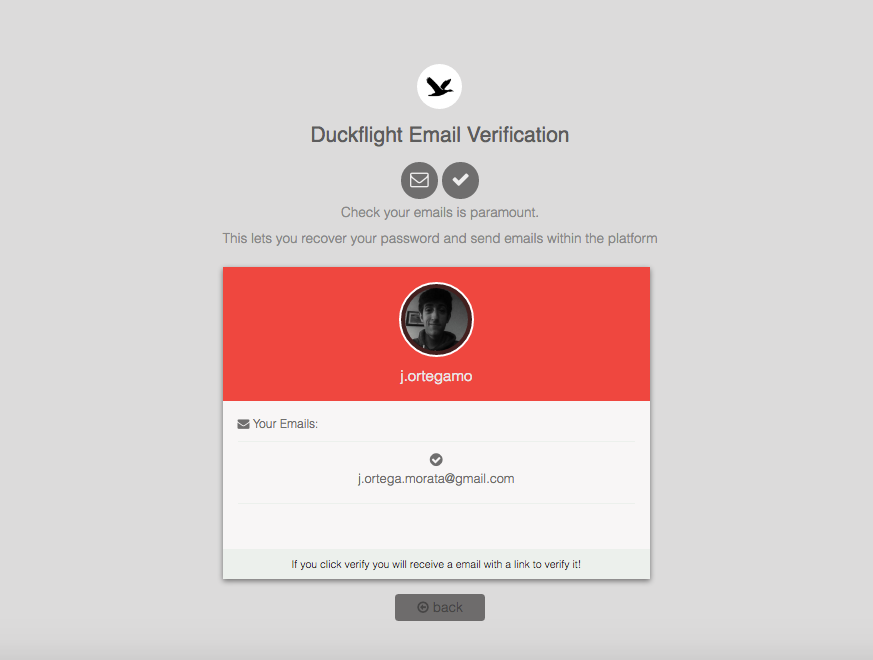 Duckflight Email Verification
Check your emails is paramount.
This lets you recover your password and send emails within the platform
j.ortegamo
Your Emails:
j.ortega.morata@gmail.com
If you click verify you will receive a email with a link to verify it!
back